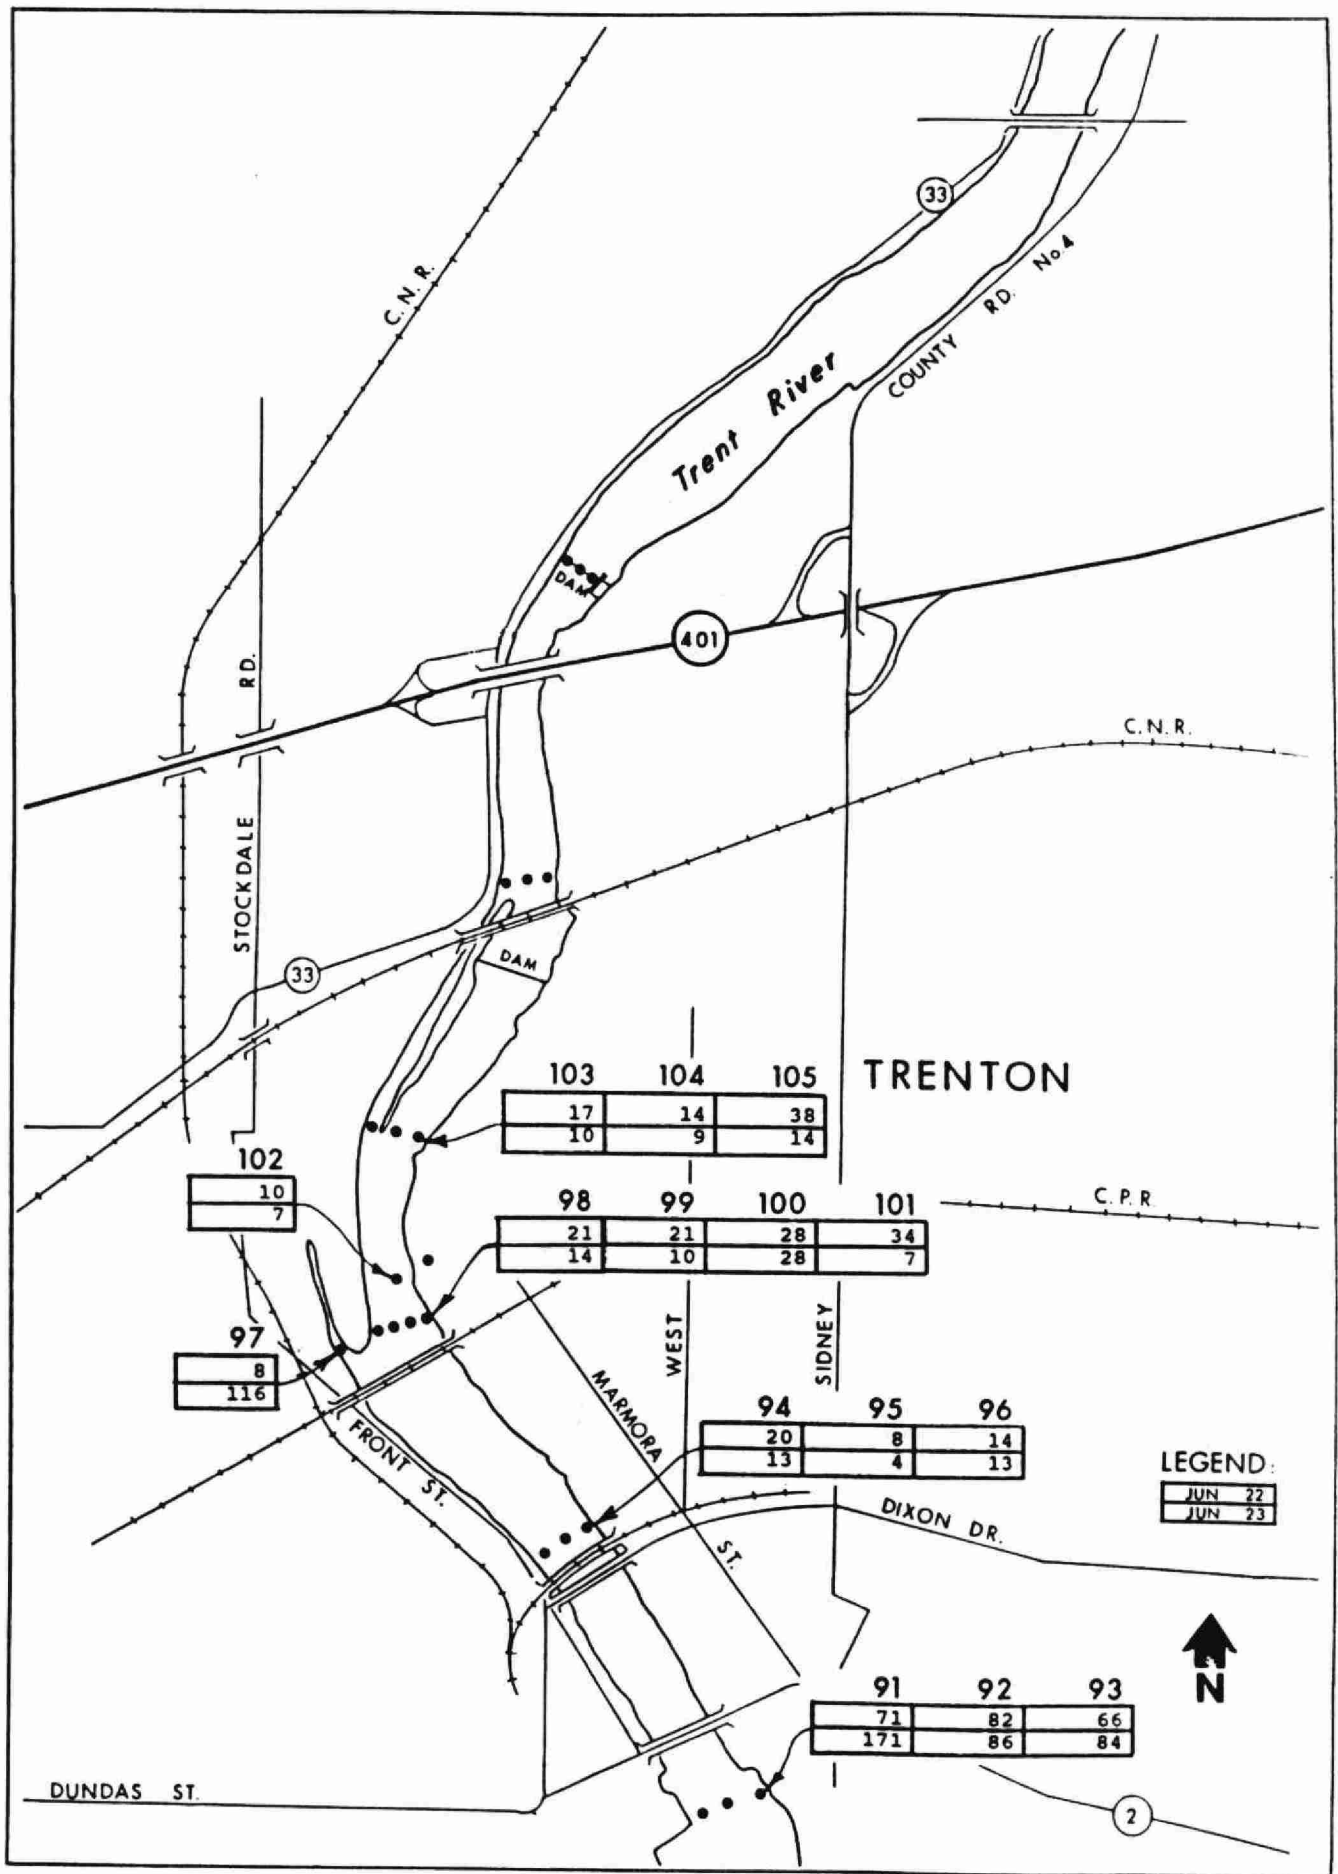 33
C. N. R.
COUNTY RD. No.4
Trent River
DAM
401
RD.
C.N.R.
STOCKDALE
DAM
33
TRENTON
103 104 105
17 14 38
10 9 14
102
10
7
C.P.R.
98 99 100 101
21 21 28 34
14 10 28 7
WEST
SIDNEY
97
8
116
MARMORA
ST.
FRONT ST.
94 95 96
20 8 14
13 4 13
LEGEND:
JUN 22
JUN 23
DIXON DR.
N
91 92 93
71 82 66
171 86 84
DUNDAS ST.
2